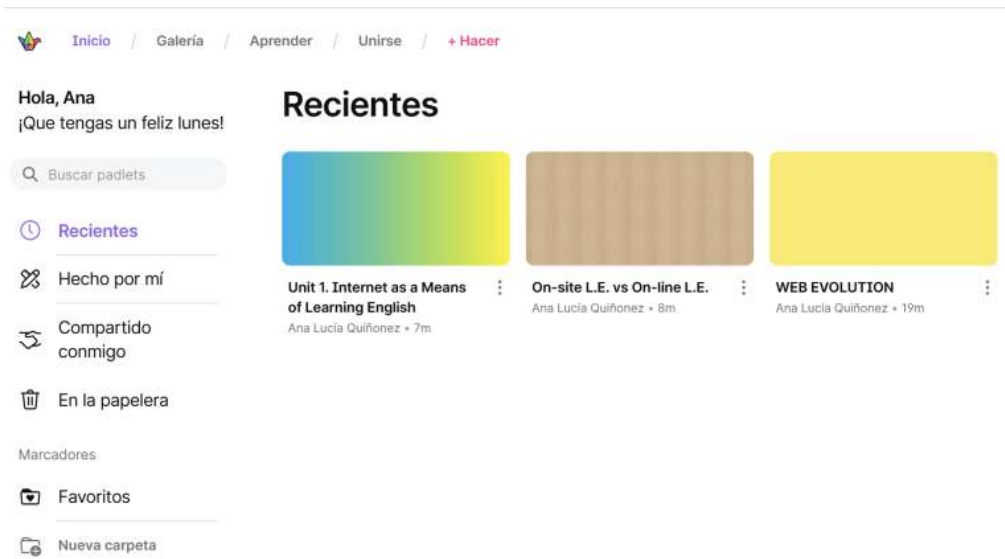 Inicio / Galería / Aprender / Unirse / + Hacer
Hola, Ana
¡Que tengas un feliz lunes!
Buscar padlets
Recientes
Hecho por mí
Compartido
conmigo
En la papelera
Marcadores
Favoritos
Nueva carpeta
Recientes
Unit 1. Internet as a Means
of Learning English
Ana Lucía Quiñonez • 7m
On-site L.E. vs On-line L.E.
Ana Lucía Quiñonez • 8m
WEB EVOLUTION
Ana Lucía Quiñonez • 19m